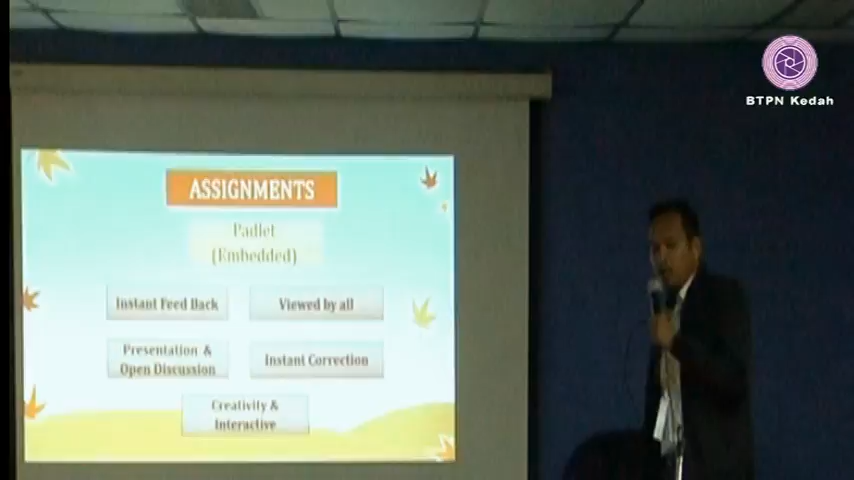 BTPN Kedah
ASSIGNMENTS
Padlet
(Embedded)
Instant Feed Back
Viewed by all
Presentation &
Open Discussion
Instant Correction
Creativity &
Interactive